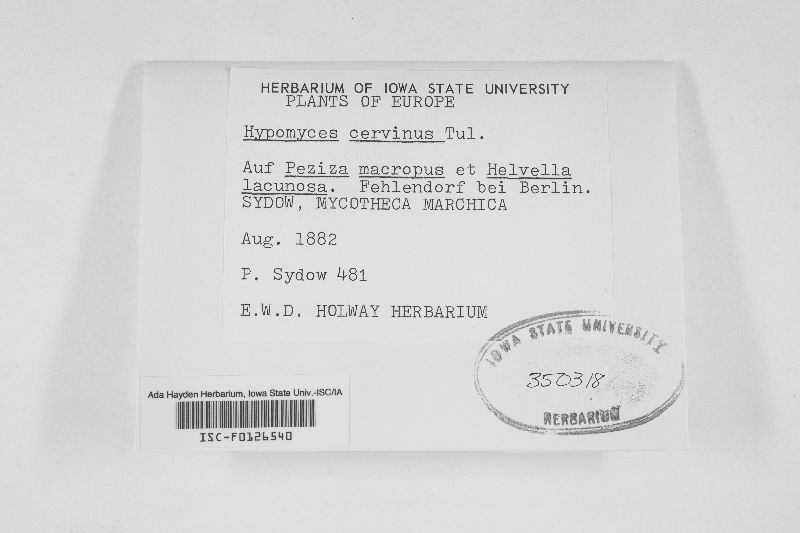 HERBARIUM OF IOWA STATE UNIVERSITY
PLANTS OF EUROPE
Hypomyces cervinus Tul.
Auf Peziza macropus et Helvella
lacunosa. Fehlendorf bei Berlin.
SYDOW, MYCOTHECA MARCHICA
Aug. 1882
P. Sydow 481
E.W.D. HOLWAY HERBARIUM
IOWA STATE UNIVERSITY
350318
HERBARIUM
Ada Hayden Herbarium, Iowa State Univ.-ISC/IA
ISC-F0126540